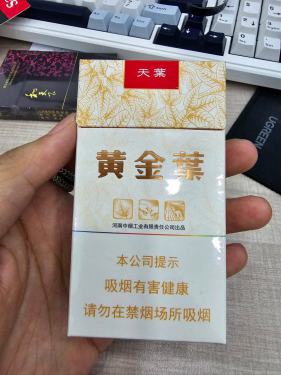 天葉
黄金葉
河南中烟工业有限责任公司出品
本公司提示
吸烟有害健康
请勿在禁烟场所吸烟
UGREEN